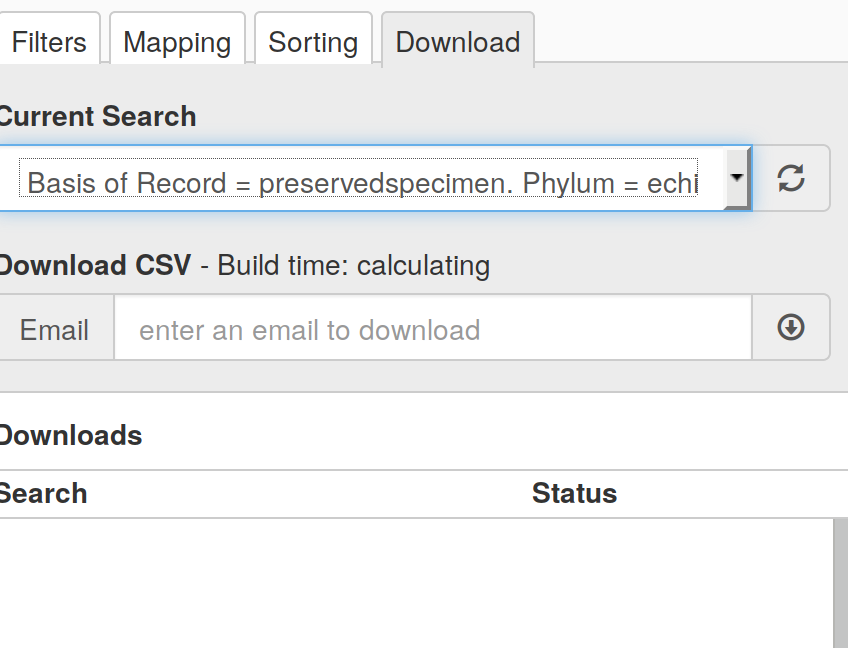 Filters Mapping Sorting Download
Current Search
Basis of Record = preservedspecimen. Phylum = echi
Download CSV - Build time: calculating
Email enter an email to download
Downloads
Search Status